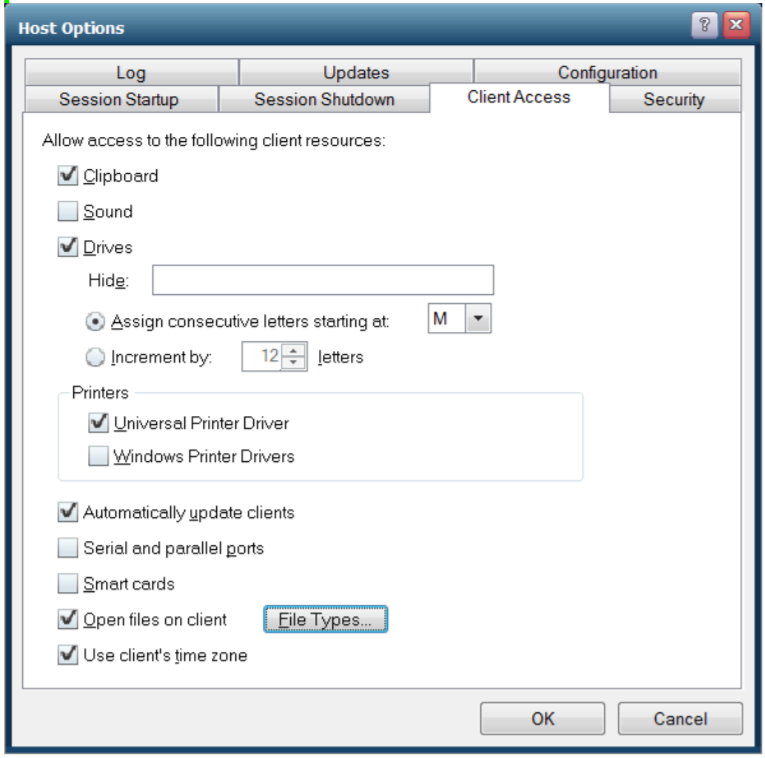 Host Options
Log Updates Configuration
Session Startup Session Shutdown Client Access Security
Allow access to the following client resources:
Clipboard
Sound
Drives
Hide:
Assign consecutive letters starting at: M
Increment by: 12 letters
Printers
Universal Printer Driver
Windows Printer Drivers
Automatically update clients
Serial and parallel ports
Smart cards
Open files on client File Types...
Use client's time zone
OK Cancel